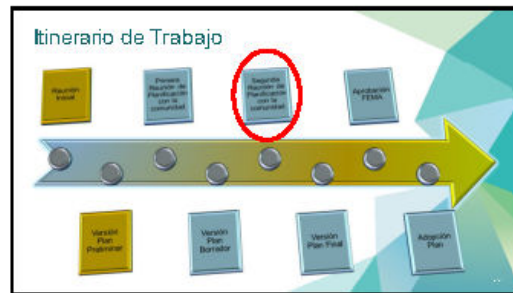 Itinerario de Trabajo
Reunión
Inicial
Primera
Reunión de
Planificación
con la
comunidad
Segunda
Reunión de
Planificación
con la
comunidad
Aprobación
FEMA
Versión
Plan
Preliminar
Versión
Plan
Borrador
Versión
Plan Final
Adopción
Plan